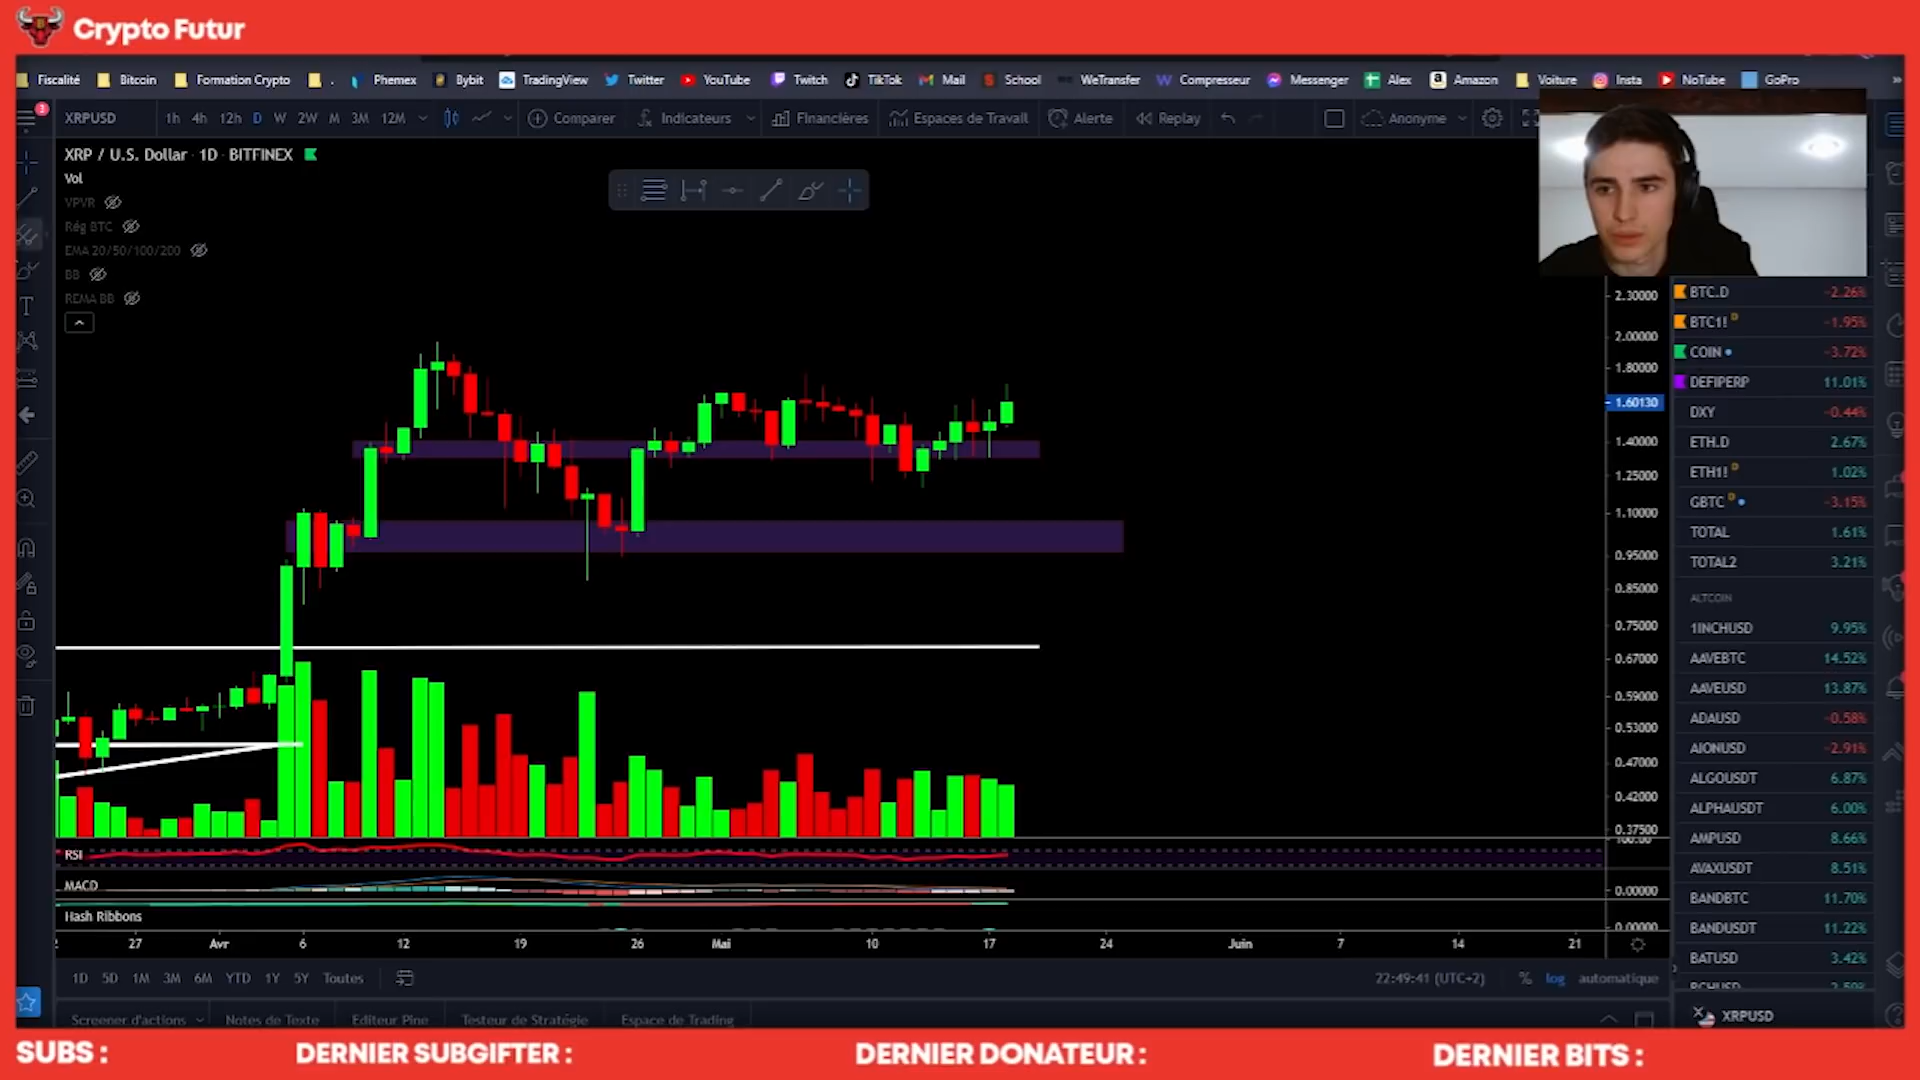 Crypto Futur
Fiscalité Bitcoin Formation Crypto . Phemex Bybit TradingView Twitter YouTube Twitch TikTok Mail School WeTransfer Compresseur Messenger Alex Amazon Voiture Insta NoTube GoPro »
3
XRPUSD 1h 4h 12h D W 2W M 3M 12M Comparer Indicateurs Financières Espaces de Travail Alerte Replay Anonyme
XRP / U.S. Dollar · 1D · BITFINEX
Vol
VPVR
Rég BTC
EMA 20/50/100/200
BB
REMA BB
2.30000
2.00000
1.80000
1.60130
1.40000
1.25000
1.10000
0.95000
0.85000
0.75000
0.67000
0.59000
0.53000
0.47000
0.42000
0.37500
100.00
RSI
MACD
0.00000
Hash Ribbons
0.00000
27 Avr 6 12 19 26 Mai 10 17 24 Juin 7 14 21
1D 5D 1M 3M 6M YTD 1Y 5Y Toutes 22:49:41 (UTC+2) % log automatique
Screener d'actions Notes de Texte Editeur Pine Testeur de Stratégie Espace de Trading
BTC.D -2.26%
BTC1! D -1.95%
COIN -3.72%
DEFIPERP 11.01%
DXY -0.44%
ETH.D 2.67%
ETH1! D 1.02%
GBTC D -3.15%
TOTAL 1.61%
TOTAL2 3.21%
ALTCOIN
1INCHUSD 9.95%
AAVEBTC 14.52%
AAVEUSD 13.87%
ADAUSD -0.58%
AIONUSD -2.91%
ALGOUSDT 6.87%
ALPHAUSDT 6.00%
AMPUSD 8.66%
AVAXUSDT 8.51%
BANDBTC 11.70%
BANDUSDT 11.22%
BATUSD 3.42%
XRPUSD
SUBS : DERNIER SUBGIFTER : DERNIER DONATEUR : DERNIER BITS :